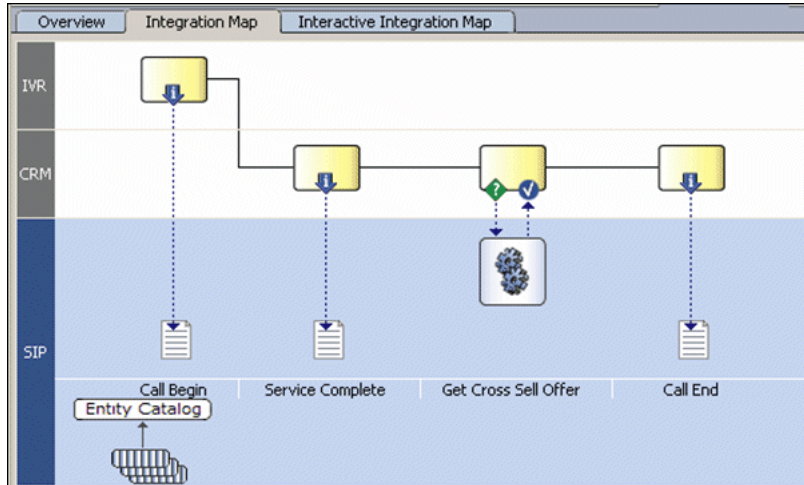 Overview Integration Map Interactive Integration Map
IVR
i
CRM
i ? i
SIP
Call Begin Service Complete Get Cross Sell Offer Call End
Entity Catalog